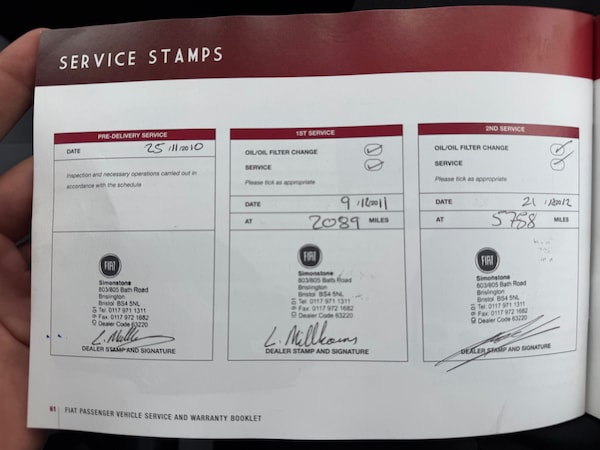 SERVICE STAMPS
PRE-DELIVERY SERVICE
DATE 25/11/2010
Inspection and necessary operations carried out in
accordance with the schedule
FIAT
Simonstone
803/805 Bath Road
Brislington
Bristol BS4 5NL
Tel 0117 971 1311
Fax 0117 972 1682
Dealer Code 63220
DEALER STAMP AND SIGNATURE
1ST SERVICE
OIL/OIL FILTER CHANGE
SERVICE
Please tick as appropriate
DATE 9/12/2011
AT 2089 MILES
FIAT
Simonstone
803/805 Bath Road
Brislington
Bristol BS4 5NL
Tel 0117 971 1311
Fax 0117 972 1682
Dealer Code 63220
DEALER STAMP AND SIGNATURE
2ND SERVICE
OIL/OIL FILTER CHANGE
SERVICE
Please tick as appropriate
DATE 21
AT 5788 MILES
FIAT
Simonstone
803/805 Bath Road
Brislington
Bristol BS4 5NL
Tel 0117 971 1311
Fax 0117 972 1682
Dealer Code 63220
DEALER STAMP AND SIGNATURE
81 FIAT PASSENGER VEHICLE SERVICE AND WARRANTY BOOKLET